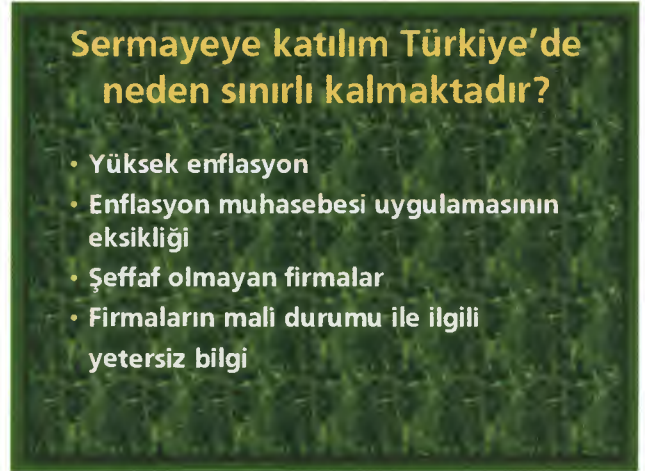 Sermayeye katılım Türkiye'de
neden sınırlı kalmaktadır?
• Yüksek enflasyon
• Enflasyon muhasebesi uygulamasının
eksikliği
• Şeffaf olmayan firmalar
• Firmaların mali durumu ile ilgili
yetersiz bilgi